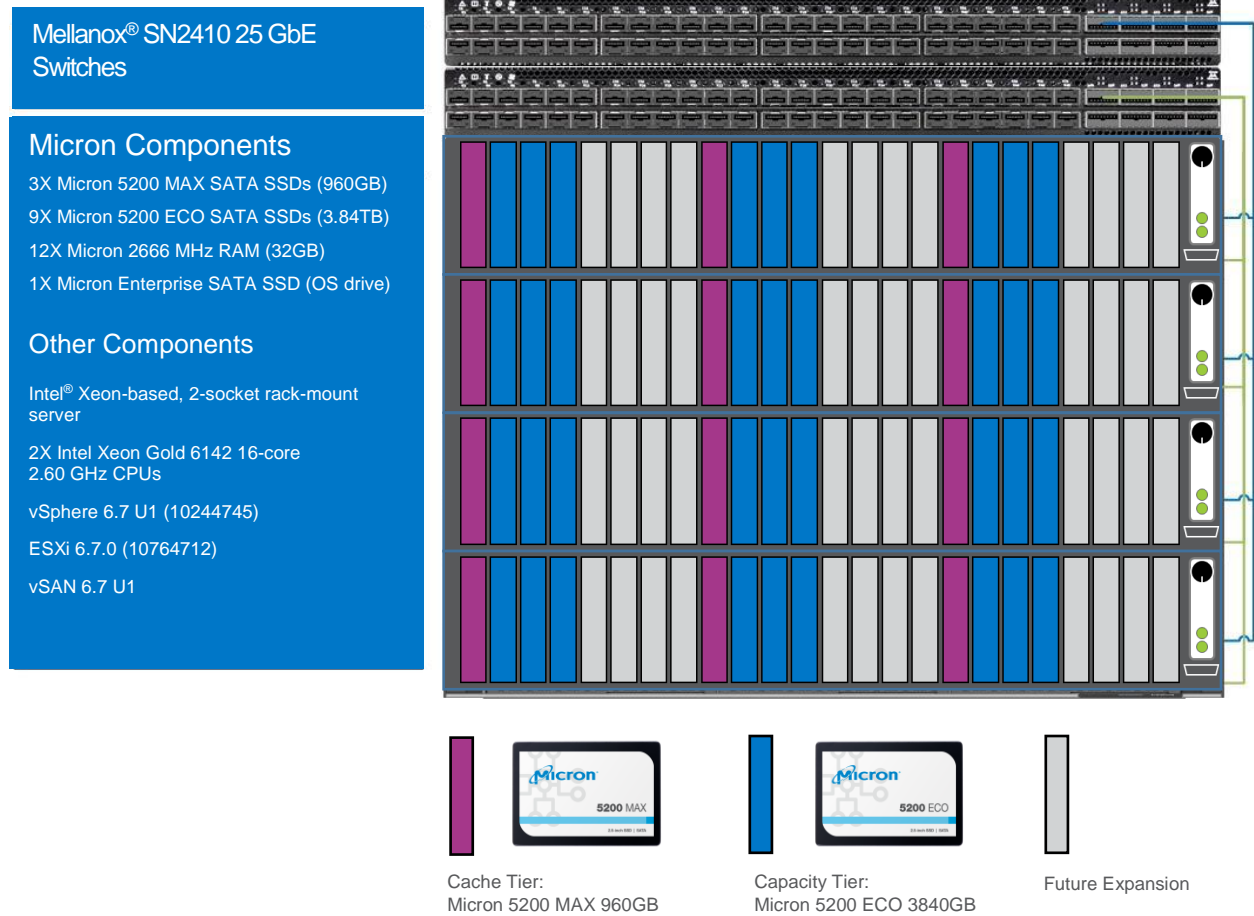 Mellanox® SN2410 25 GbE
Switches
Micron Components
3X Micron 5200 MAX SATA SSDs (960GB)
9X Micron 5200 ECO SATA SSDs (3.84TB)
12X Micron 2666 MHz RAM (32GB)
1X Micron Enterprise SATA SSD (OS drive)
Other Components
Intel® Xeon-based, 2-socket rack-mount
server
2X Intel Xeon Gold 6142 16-core
2.60 GHz CPUs
vSphere 6.7 U1 (10244745)
ESXi 6.7.0 (10764712)
vSAN 6.7 U1
Micron
5200 MAX
Micron
5200 ECO
Cache Tier:
Micron 5200 MAX 960GB
Capacity Tier:
Micron 5200 ECO 3840GB
Future Expansion